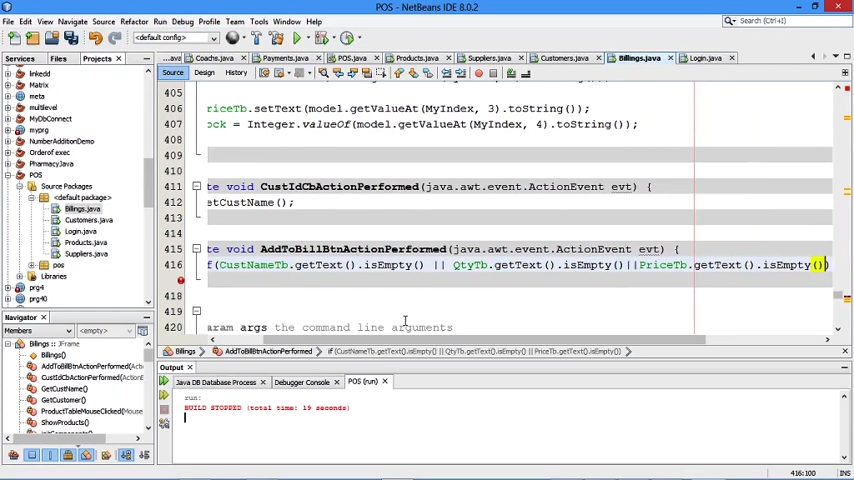 POS - NetBeans IDE 8.0.2
File Edit View Navigate Source Refactor Run Debug Profile Team Tools Window Help
Search (Ctrl+I)
<default config>
Services Files Projects
...ava Coachs.java Payments.java POS.java Products.java Suppliers.java Customers.java Billings.java Login.java
Source Design History
linkedd
Matrix
meta
multilevel
MyDbConnect
myprg
NumberAdditionDemo
Orderof exec
PharmacyJava
POS
Source Packages
<default package>
Billings.java
Customers.java
Login.java
Products.java
Suppliers.java
pos
Libraries
prg4
prg40
405
406 riceTb.setText(model.getValueAt(MyIndex, 3).toString());
407 ock = Integer.valueOf(model.getValueAt(MyIndex, 4).toString());
408
409
410
411 te void CustIdCbActionPerformed(java.awt.event.ActionEvent evt) {
412 etCustName();
413
414
415 te void AddToBillBtnActionPerformed(java.awt.event.ActionEvent evt) {
416 f(CustNameTb.getText().isEmpty() || QtyTb.getText().isEmpty()||PriceTb.getText().isEmpty())
418
419
420 aram args the command line arguments
Billings AddToBillBtnActionPerformed if (CustNameTb.getText().isEmpty() || QtyTb.getText().isEmpty() || PriceTb.getText().isEmpty())
Navigator
Members <empty>
Billings :: JFrame
Billings()
AddToBillBtnActionPerformed(Ac
CustIdCbActionPerformed(Action
GetCustName()
GetCustomer()
ProductTableMouseClicked(Mouse
ShowProducts()
Output
Java DB Database Process Debugger Console POS (run)
run:
BUILD STOPPED (total time: 19 seconds)
416:100 INS